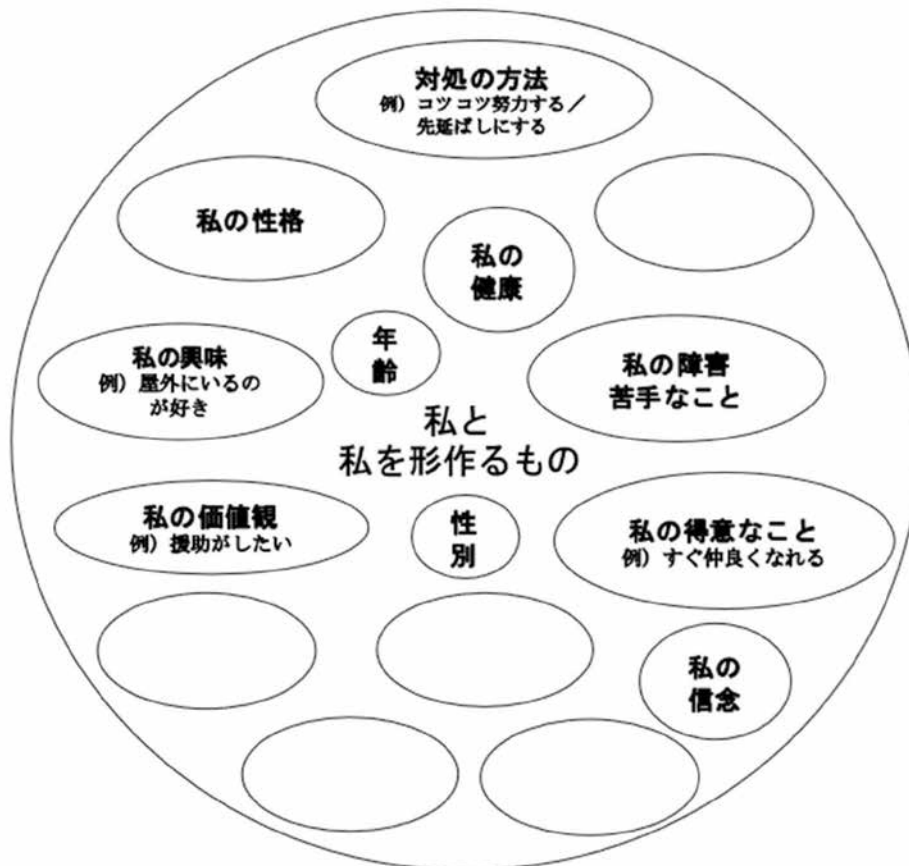 対処の方法
例）コツコツ努力する／
先延ばしにする
私の性格
私の
健康
年
齢
私の興味
例）屋外にいるの
が好き
私の障害
苦手なこと
私と
私を形作るもの
私の価値観
例）援助がしたい
性
別
私の得意なこと
例）すぐ仲良くなれる
私の
信念